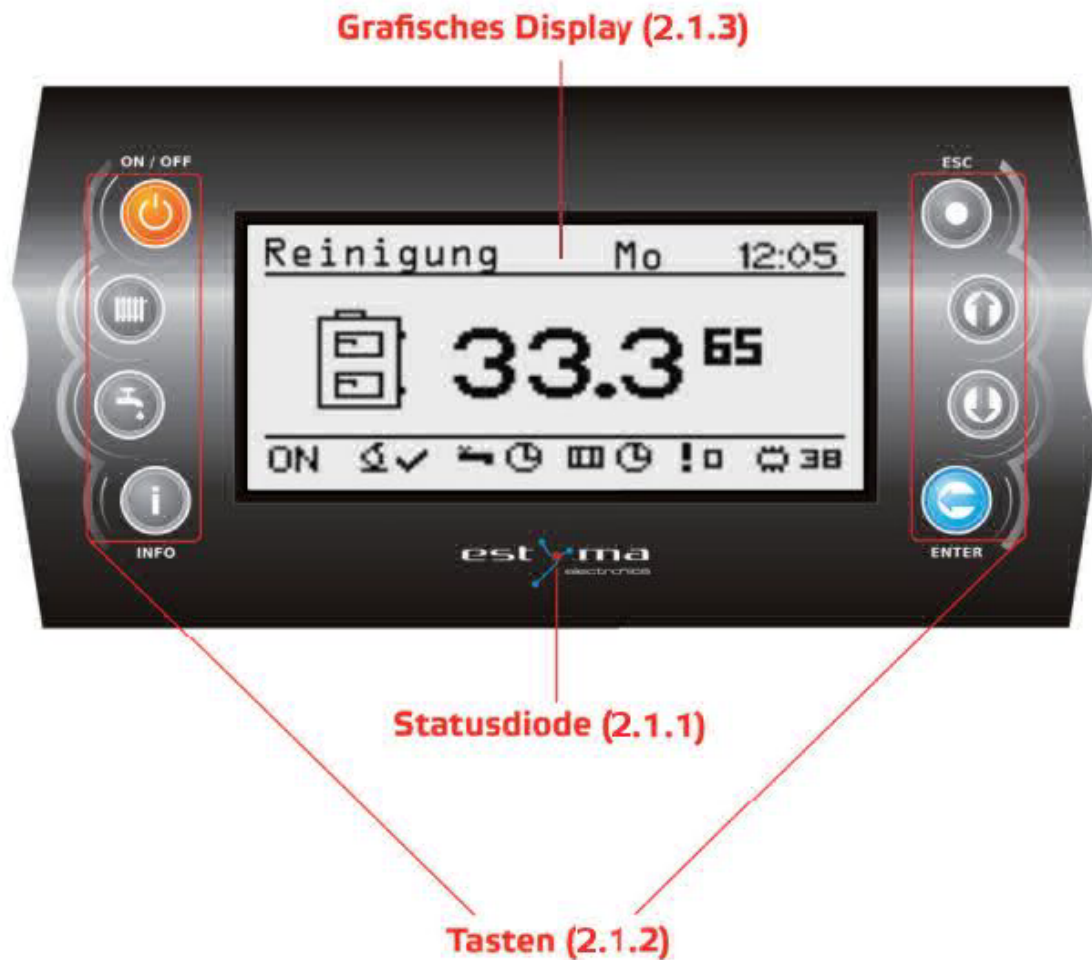 Grafisches Display (2.1.3)
ON / OFF
ESC
Reinigung Mo 12:05
33.3 65
ON ! 0 38
i
INFO
ENTER
estyma
electronics
Statusdiode (2.1.1)
Tasten (2.1.2)